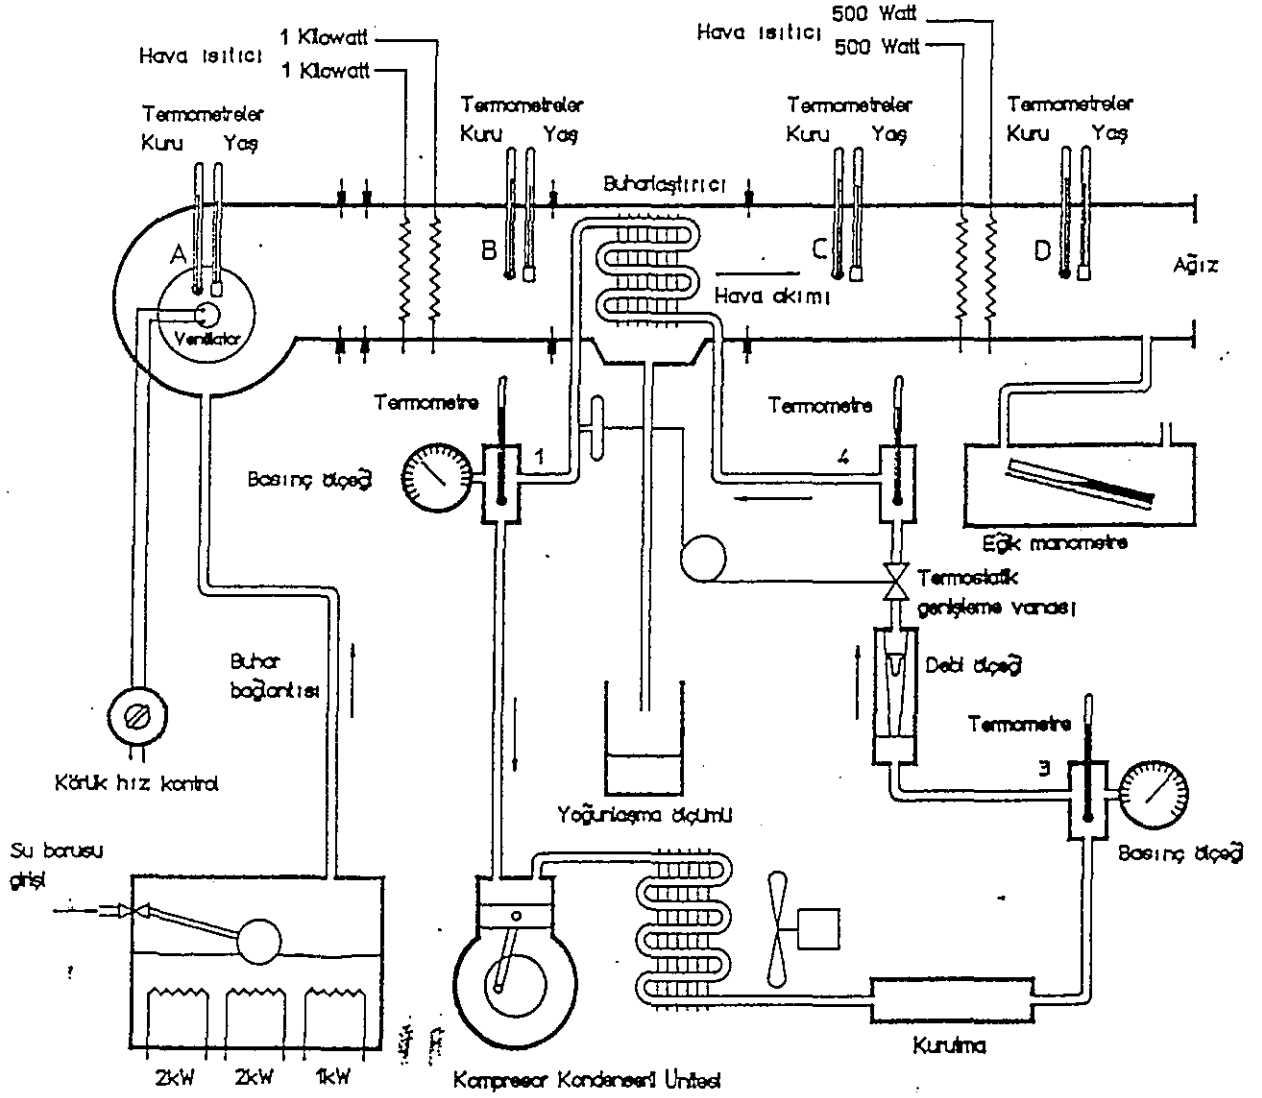 500 Watt
Hava ısıtıcı
1 Kilowatt
Hava ısıtıcı
500 Watt
1 Kilowatt
Termometreler
Kuru Yaş
Termometreler
Kuru Yaş
Termometreler
Kuru Yaş
Termometreler
Kuru Yaş
Buharlaştırıcı
A
B
C
D
Ağız
Hava akımı
Ventilatör
Termometre
Termometre
1
4
Basınç ölçeği
Eğik manometre
Termostatik
genişleme vanası
Buhar
bağlantısı
Debi ölçeği
Termometre
3
Körük hız kontrol
Yoğunlaşma ölçümü
Su borusu
girişi
Basınç ölçeği
Kurutma
2kW
2kW
1kW
Kompresör Kondenserli Ünitesi